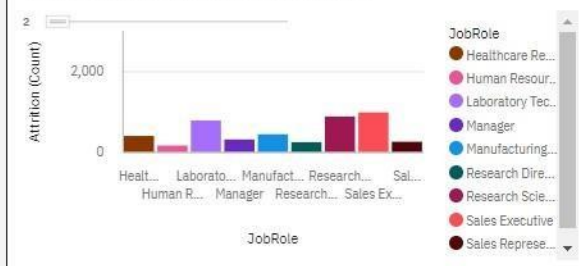 2
Attrition (Count)
2,000
0
Healt... Laborato... Manufact... Research... Sal...
Human R... Manager Research... Sales Ex...
JobRole
JobRole
Healthcare Re...
Human Resour...
Laboratory Tec...
Manager
Manufacturing...
Research Dire...
Research Scie...
Sales Executive
Sales Represe...